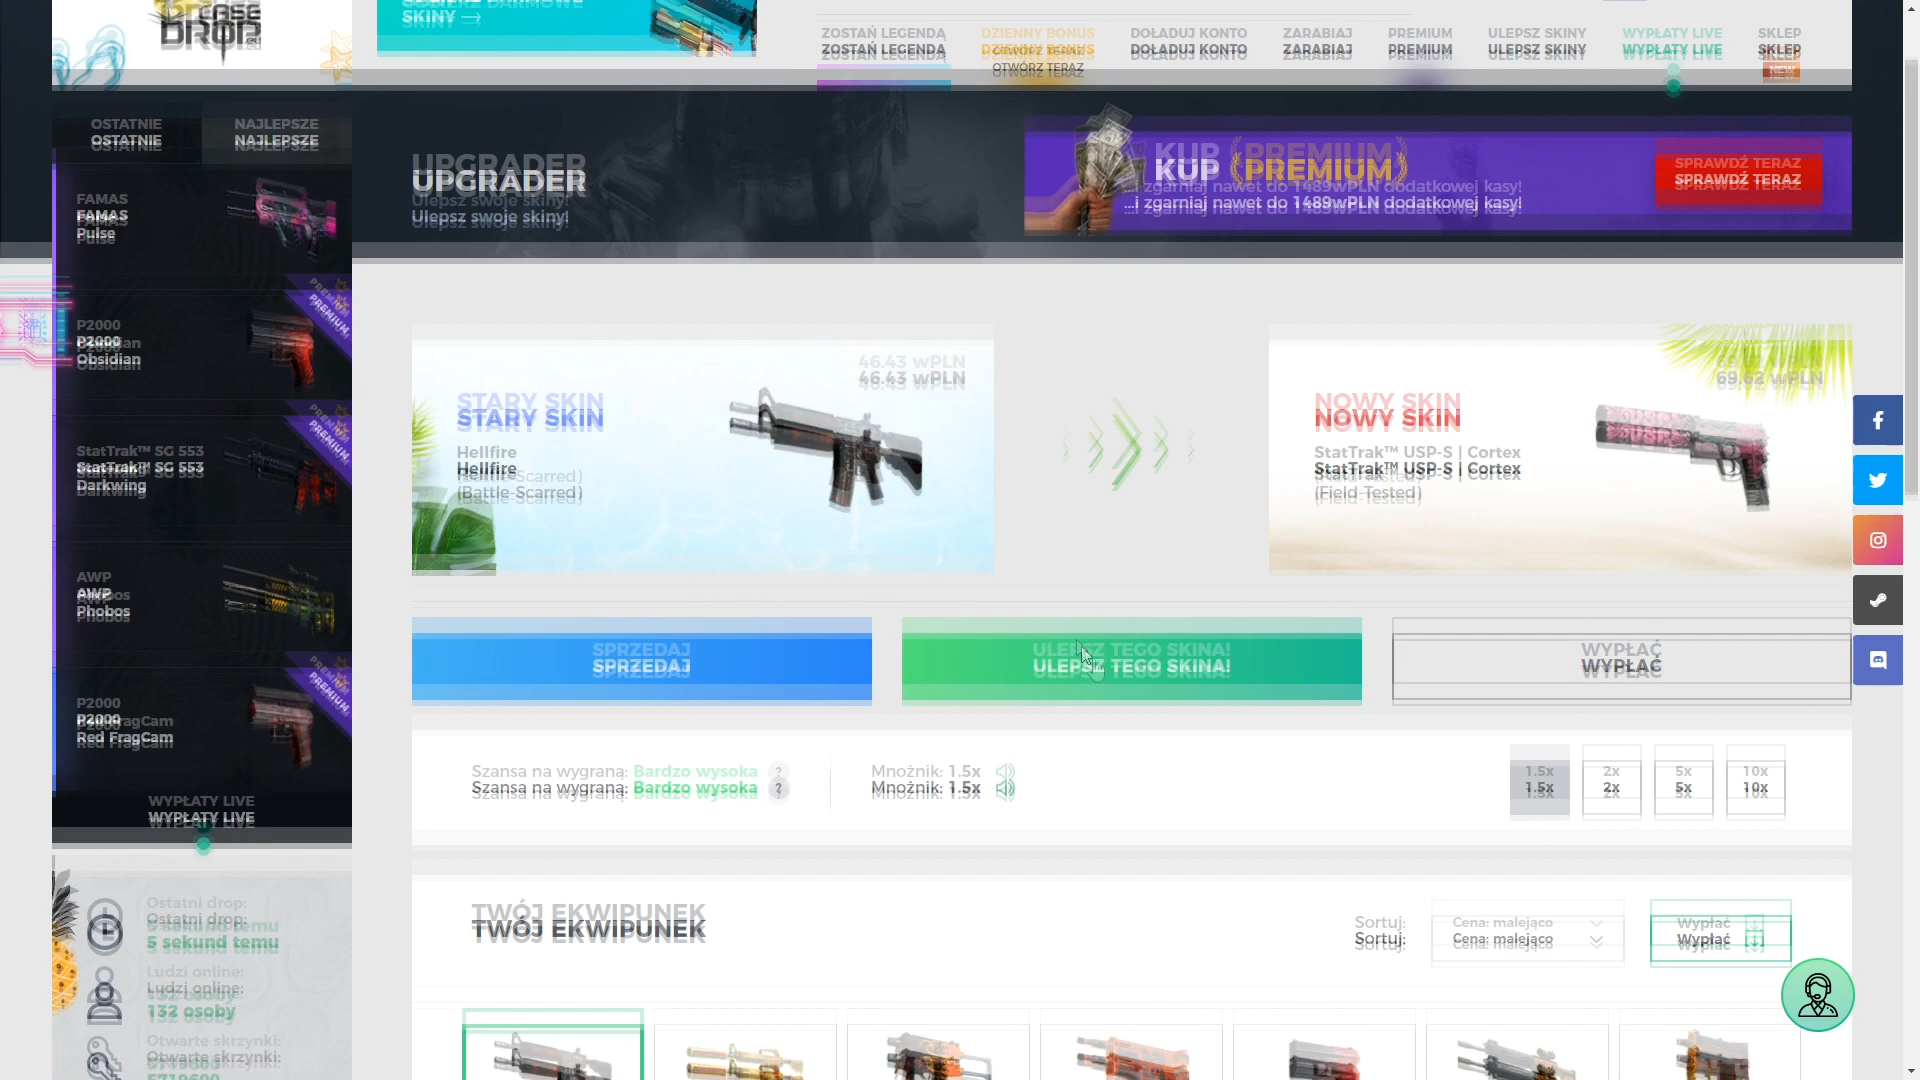 CASE
DROP
SKINY
ZOSTAŃ LEGENDĄ
DZIENNY BONUS
OTWÓRZ TERAZ
DOŁADUJ KONTO
ZARABIAJ
PREMIUM
ULEPSZ SKINY
WYPŁATY LIVE
SKLEP
NEW
OSTATNIE
NAJLEPSZE
UPGRADER
Ulepsz swoje skiny!
KUP (PREMIUM)
...i zgarniaj nawet do 1489wPLN dodatkowej kasy!
SPRAWDŹ TERAZ
FAMAS
Pulse
P2000
Obsidian
PREMIUM
StatTrak™ SG 553
Darkwing
PREMIUM
AWP
Phobos
P2000
Red FragCam
PREMIUM
WYPŁATY LIVE
46.43 wPLN
STARY SKIN
Hellfire
(Battle-Scarred)
69.62 wPLN
NOWY SKIN
StatTrak™ USP-S | Cortex
(Field-Tested)
SPRZEDAJ
ULEPSZ TEGO SKINA!
WYPŁAĆ
Szansa na wygraną: Bardzo wysoka ?
Mnożnik: 1.5x
1.5x
2x
5x
10x
Ostatni drop:
5 sekund temu
Ludzi online:
132 osoby
Otwarte skrzynki:
TWÓJ EKWIPUNEK
Sortuj:
Cena: malejąco
Wypłać